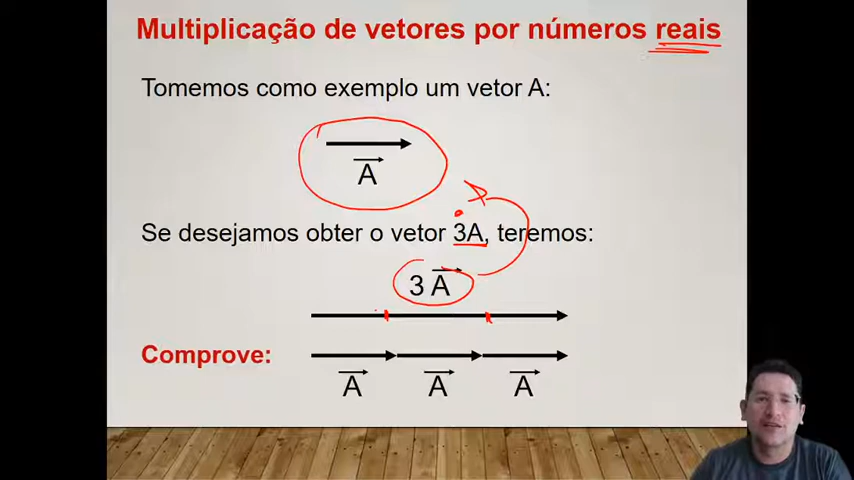 Multiplicação de vetores por números reais
Tomemos como exemplo um vetor A:
A
Se desejamos obter o vetor 3A, teremos:
3 A
Comprove:
A A A